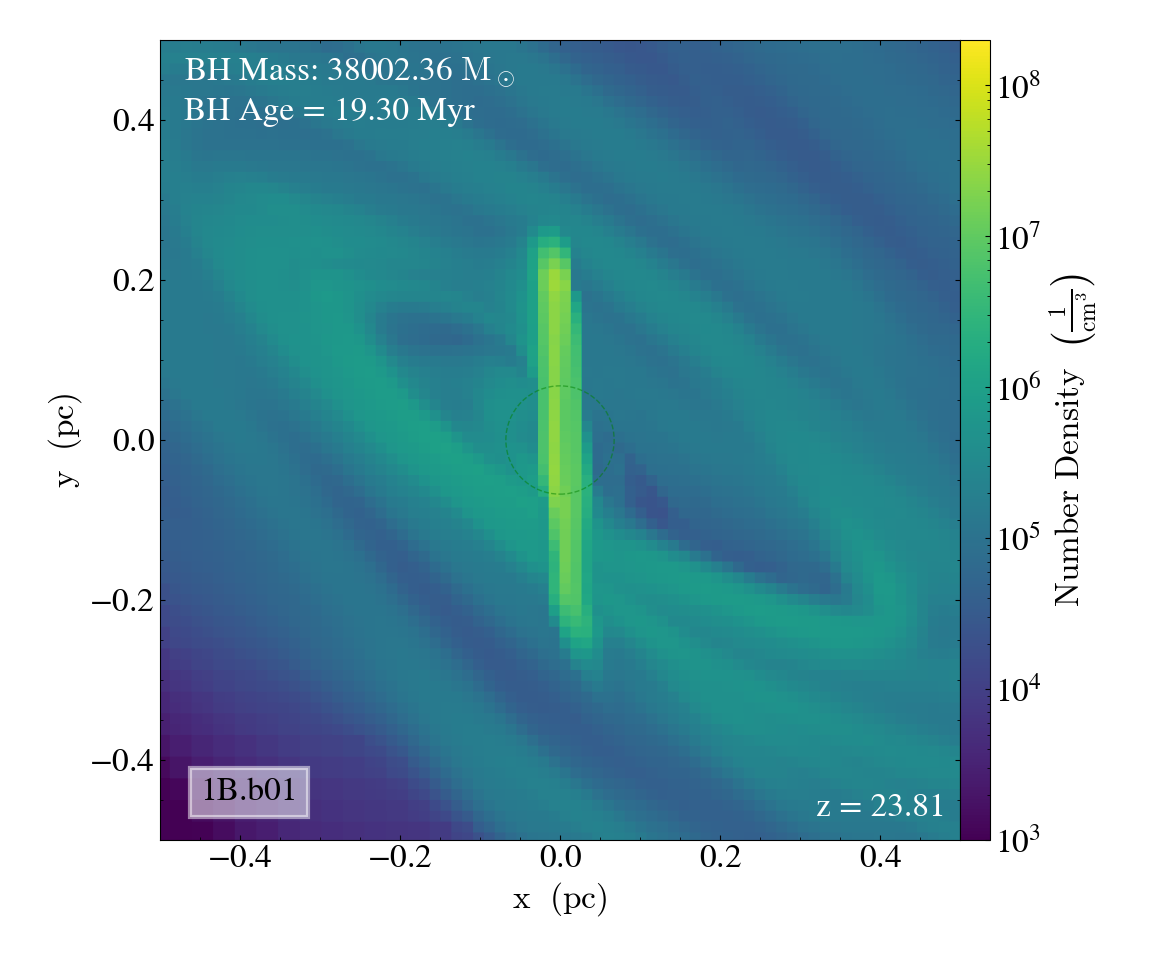 BH Mass: 38002.36 M⊙
BH Age = 19.30 Myr
0.4
0.2
0.0
−0.2
−0.4
y (pc)
1B.b01
z = 23.81
−0.4 −0.2 0.0 0.2 0.4
x (pc)
10⁸
10⁷
10⁶
10⁵
10⁴
10³
Number Density (1/cm³)